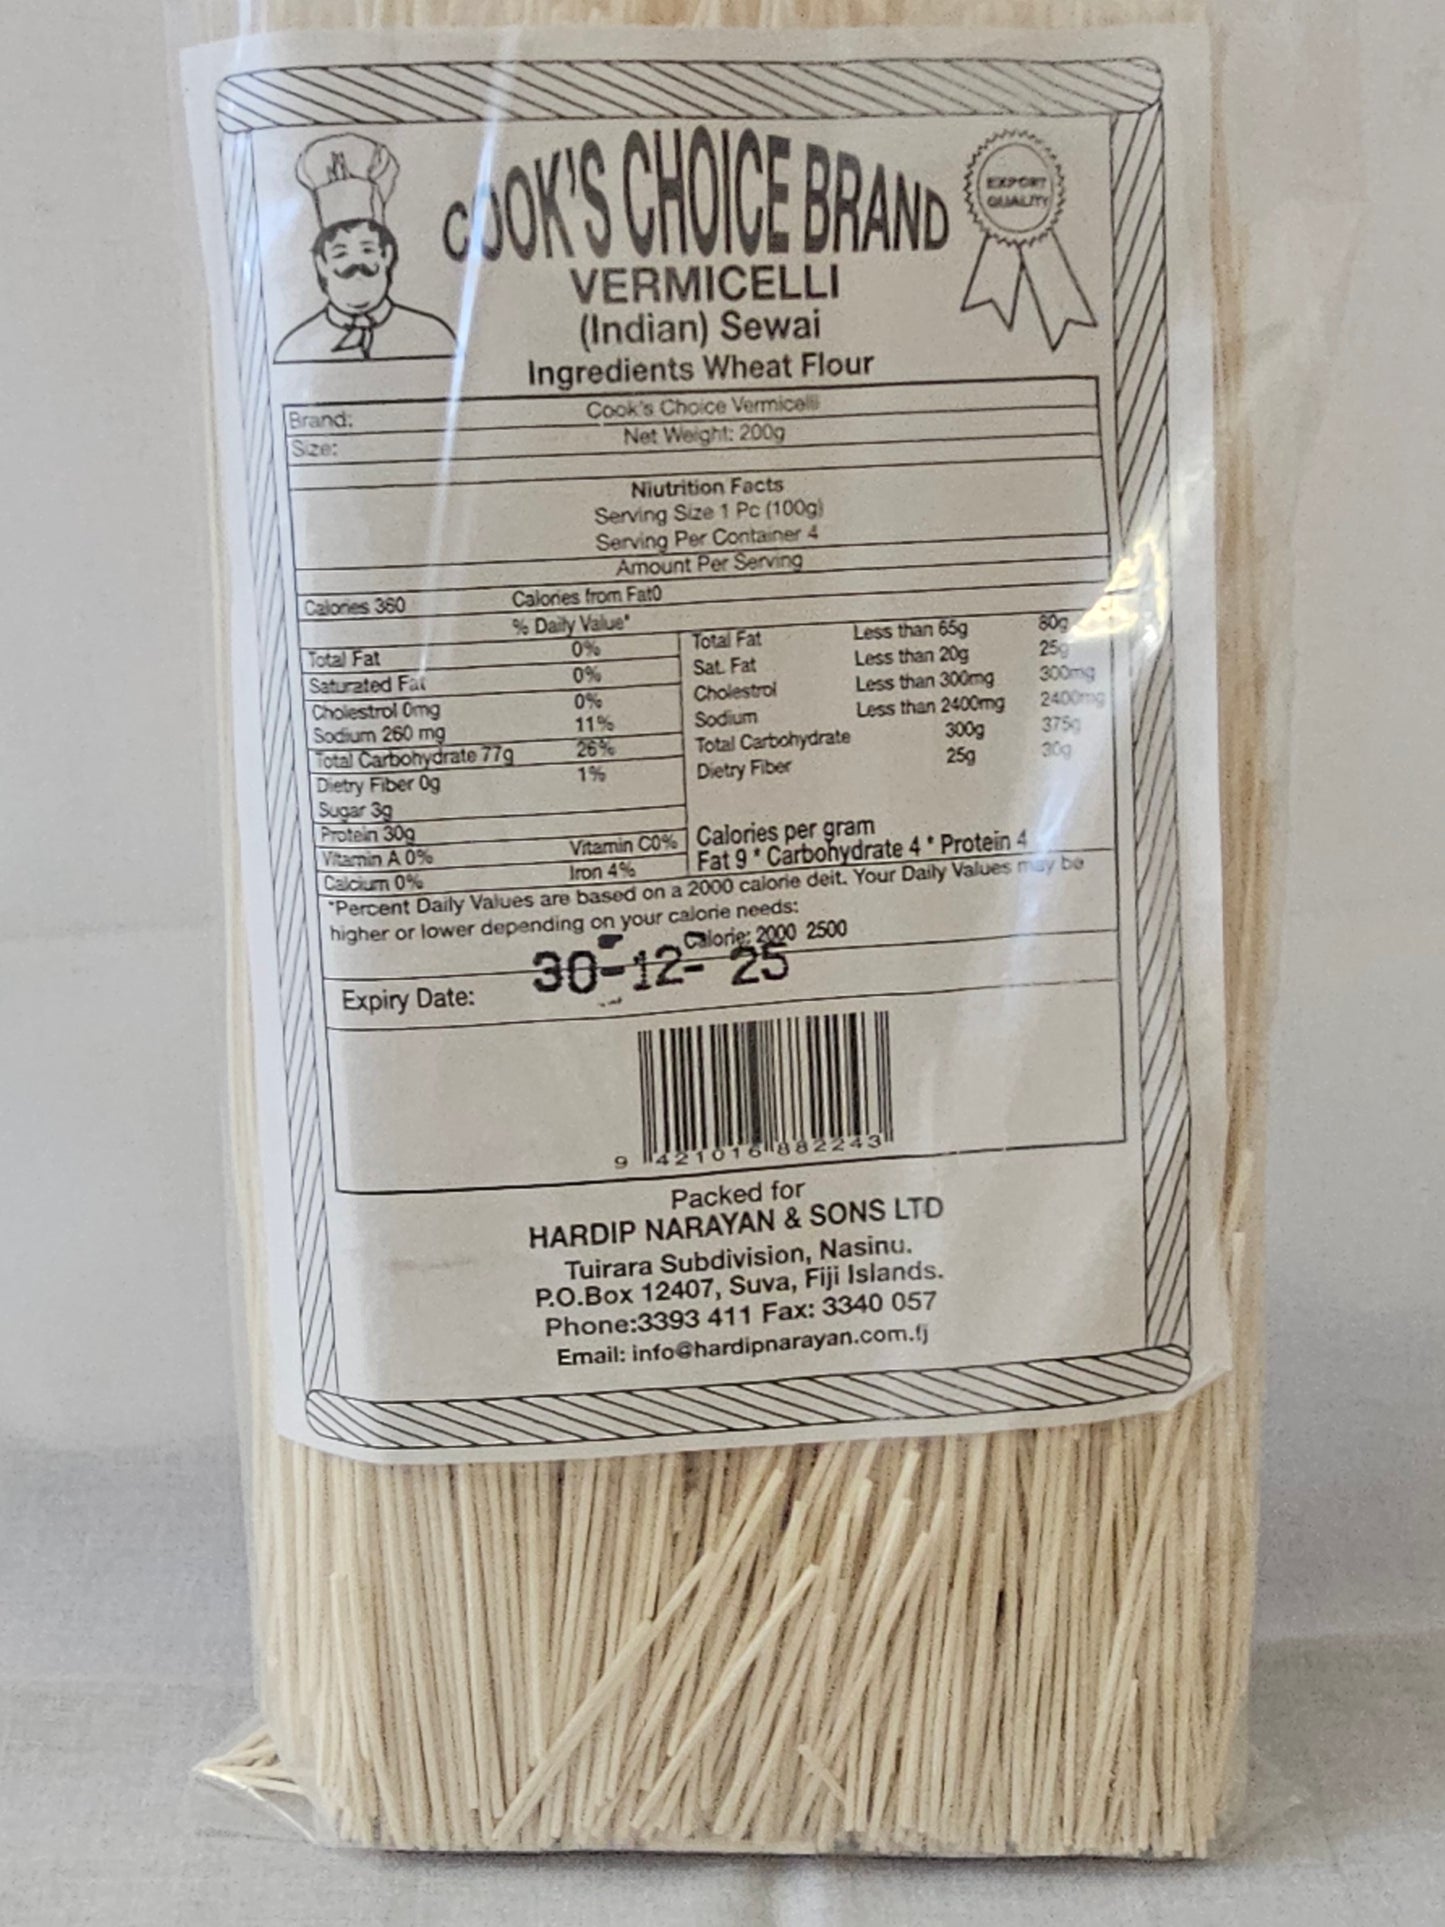 COOK'S CHOICE BRAND
EXPORT
QUALITY
VERMICELLI
(Indian) Sewai
Ingredients Wheat Flour
Brand: Cook's Choice Vermicelli
Size: Net Weight: 200g
Niutrition Facts
Serving Size 1 Pc (100g)
Serving Per Container 4
Amount Per Serving
Calories 360 Calories from Fat0
% Daily Value*
Total Fat 0%
Saturated Fat 0%
Cholestrol 0mg 0%
Sodium 260 mg 11%
Total Carbohydrate 77g 26%
Dietry Fiber 0g 1%
Sugar 3g
Protein 30g
Vitamin A 0% Vitamin C0%
Calcium 0% Iron 4%
Total Fat Less than 65g 80g
Sat. Fat Less than 20g 25g
Cholestrol Less than 300mg 300mg
Sodium Less than 2400mg 2400mg
Total Carbohydrate 300g 375g
Dietry Fiber 25g 30g
Calories per gram
Fat 9 * Carbohydrate 4 * Protein 4
*Percent Daily Values are based on a 2000 calorie deit. Your Daily Values may be
higher or lower depending on your calorie needs:
Calorie: 2000 2500
Expiry Date: 30-12-25
9 421016 882243
Packed for
HARDIP NARAYAN & SONS LTD
Tuirara Subdivision, Nasinu.
P.O.Box 12407, Suva, Fiji Islands.
Phone:3393 411 Fax: 3340 057
Email: info@hardipnarayan.com.fj